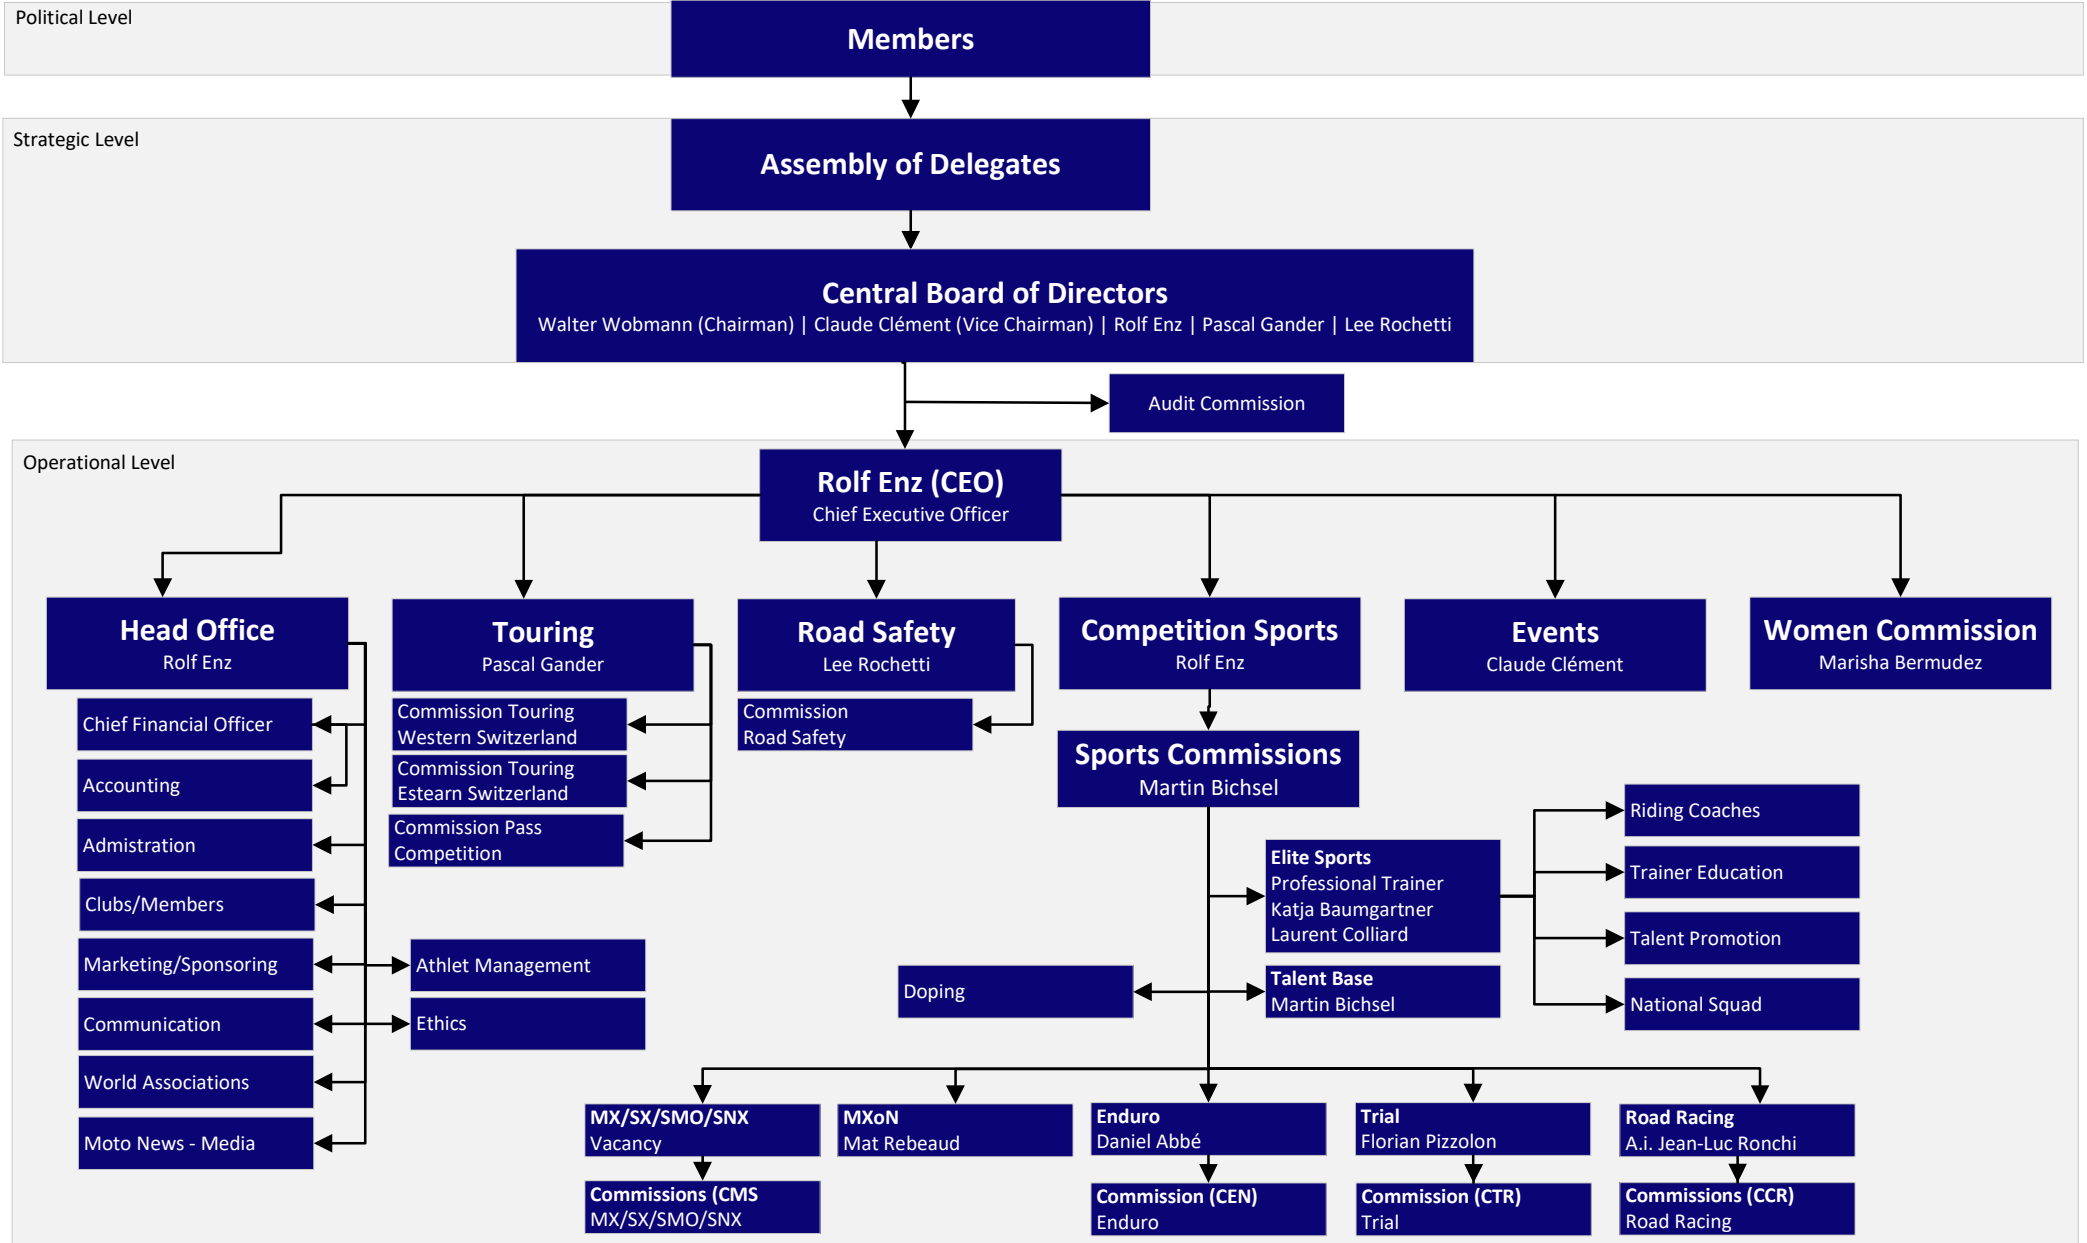 Political Level
Members
Strategic Level
Assembly of Delegates
Central Board of Directors
Walter Wobmann (Chairman) | Claude Clément (Vice Chairman) | Rolf Enz | Pascal Gander | Lee Rochetti
Audit Commission
Operational Level
Rolf Enz (CEO)
Chief Executive Officer
Head Office
Rolf Enz
Chief Financial Officer
Accounting
Admistration
Clubs/Members
Marketing/Sponsoring
Communication
World Associations
Moto News - Media
Athlet Management
Ethics
Touring
Pascal Gander
Commission Touring
Western Switzerland
Commission Touring
Estearn Switzerland
Commission Pass
Competition
Road Safety
Lee Rochetti
Commission
Road Safety
Competition Sports
Rolf Enz
Sports Commissions
Martin Bichsel
Events
Claude Clément
Women Commission
Marisha Bermudez
Elite Sports
Professional Trainer
Katja Baumgartner
Laurent Colliard
Riding Coaches
Trainer Education
Talent Promotion
National Squad
Doping
Talent Base
Martin Bichsel
MX/SX/SMO/SNX
Vacancy
Commissions (CMS
MX/SX/SMO/SNX
MXoN
Mat Rebeaud
Enduro
Daniel Abbé
Commission (CEN)
Enduro
Trial
Florian Pizzolon
Commission (CTR)
Trial
Road Racing
A.i. Jean-Luc Ronchi
Commissions (CCR)
Road Racing